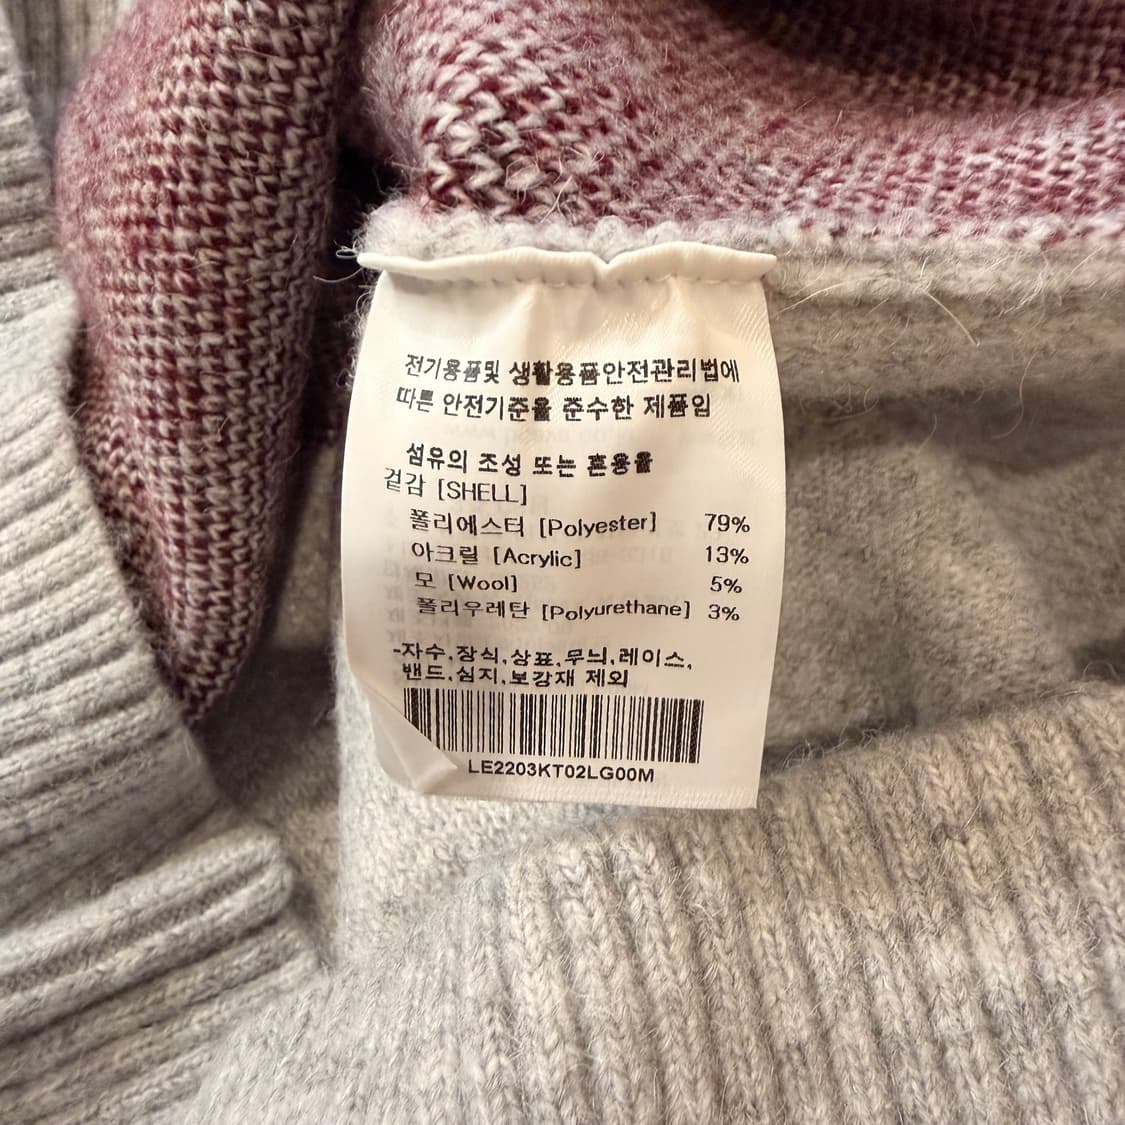 전기용품및 생활용품안전관리법에
따른 안전기준을 준수한 제품임
섬유의 조성 또는 혼용율
겉감 [SHELL]
폴리에스터 [Polyester] 79%
아크릴 [Acrylic] 13%
모 [Wool] 5%
폴리우레탄 [Polyurethane] 3%
-자수,장식,상표,무늬,레이스,
밴드,심지,보강재 제외
LE2203KT02LG00M